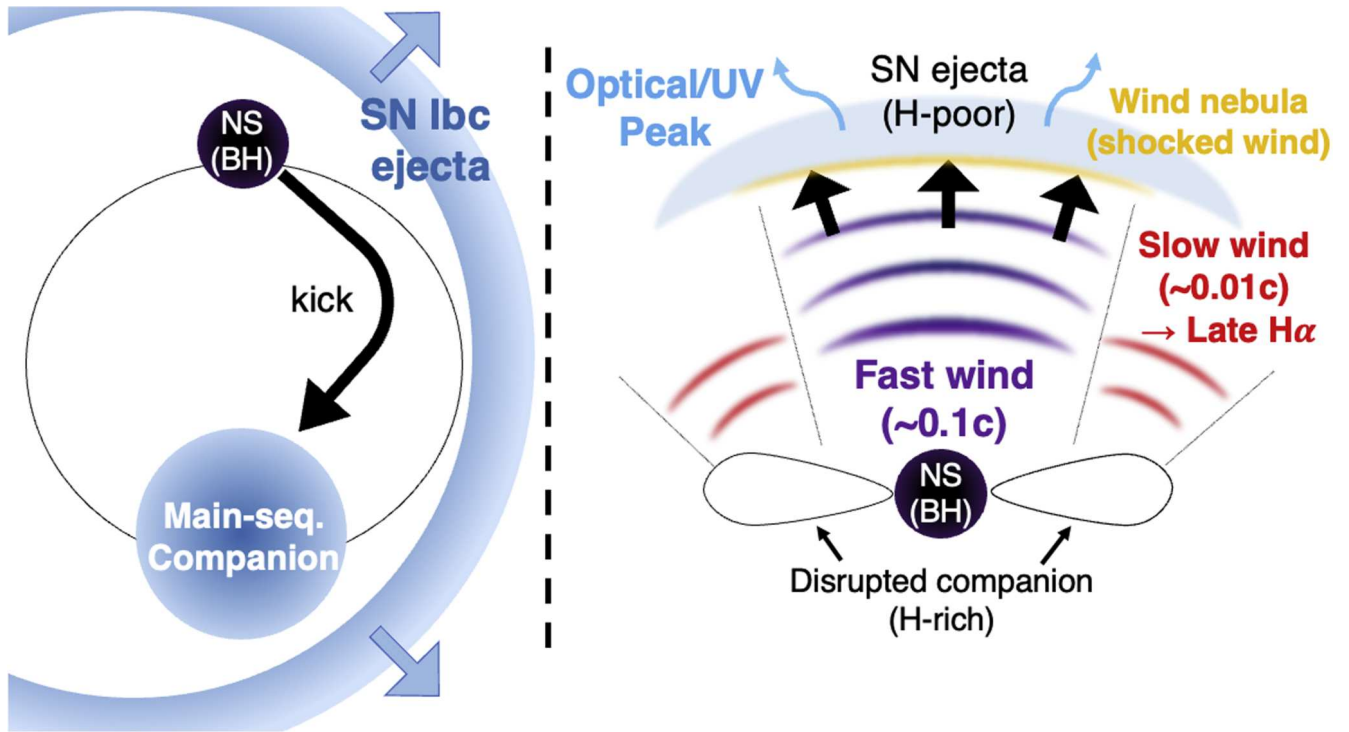 NS
(BH)
SN Ibc
ejecta
kick
Main-seq.
Companion
Optical/UV
Peak
SN ejecta
(H-poor)
Wind nebula
(shocked wind)
Slow wind
(~0.01c)
→ Late Hα
Fast wind
(~0.1c)
NS
(BH)
Disrupted companion
(H-rich)